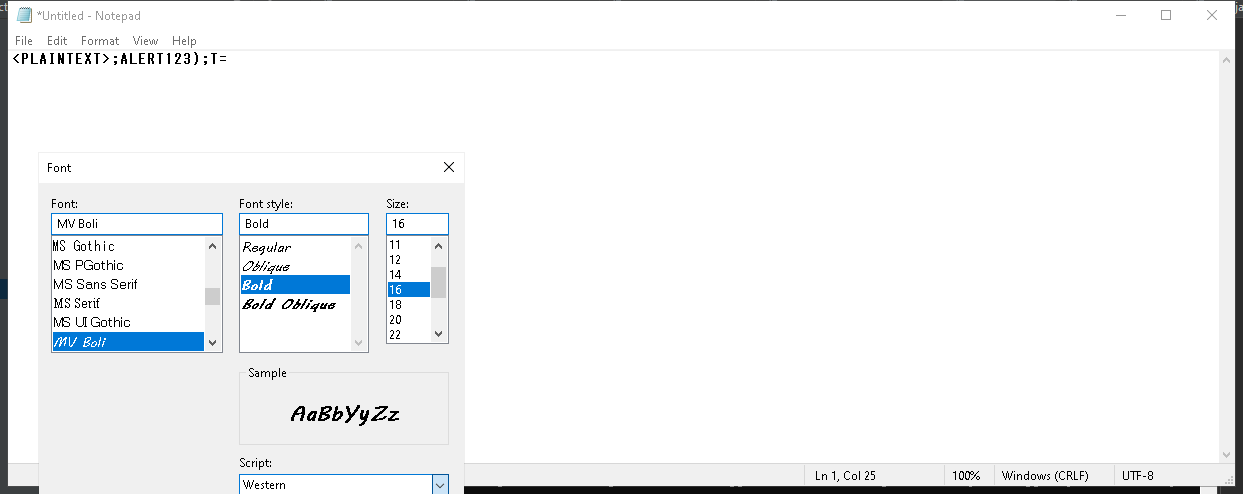 *Untitled - Notepad
File Edit Format View Help
<PLAINTEXT>;ALERT123);T=
Font
Font: Font style: Size:
MV Boli Bold 16
MS Gothic Regular 11
MS PGothic Oblique 12
MS Sans Serif Bold 14
MS Serif Bold Oblique 16
MS UI Gothic 18
MV Boli 20
22
Sample
AaBbYyZz
Script:
Western
Ln 1, Col 25 100% Windows (CRLF) UTF-8